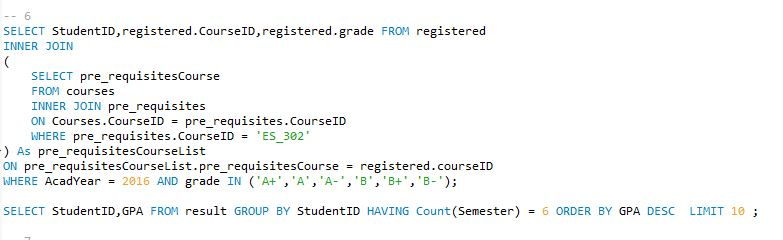 -- 6
SELECT StudentID,registered.CourseID,registered.grade FROM registered
INNER JOIN
(
SELECT pre_requisitesCourse
FROM courses
INNER JOIN pre_requisites
ON Courses.CourseID = pre_requisites.CourseID
WHERE pre_requisites.CourseID = 'ES_302'
) As pre_requisitesCourseList
ON pre_requisitesCourseList.pre_requisitesCourse = registered.courseID
WHERE AcadYear = 2016 AND grade IN ('A+','A','A-','B','B+','B-');
SELECT StudentID,GPA FROM result GROUP BY StudentID HAVING Count(Semester) = 6 ORDER BY GPA DESC  LIMIT 10 ;